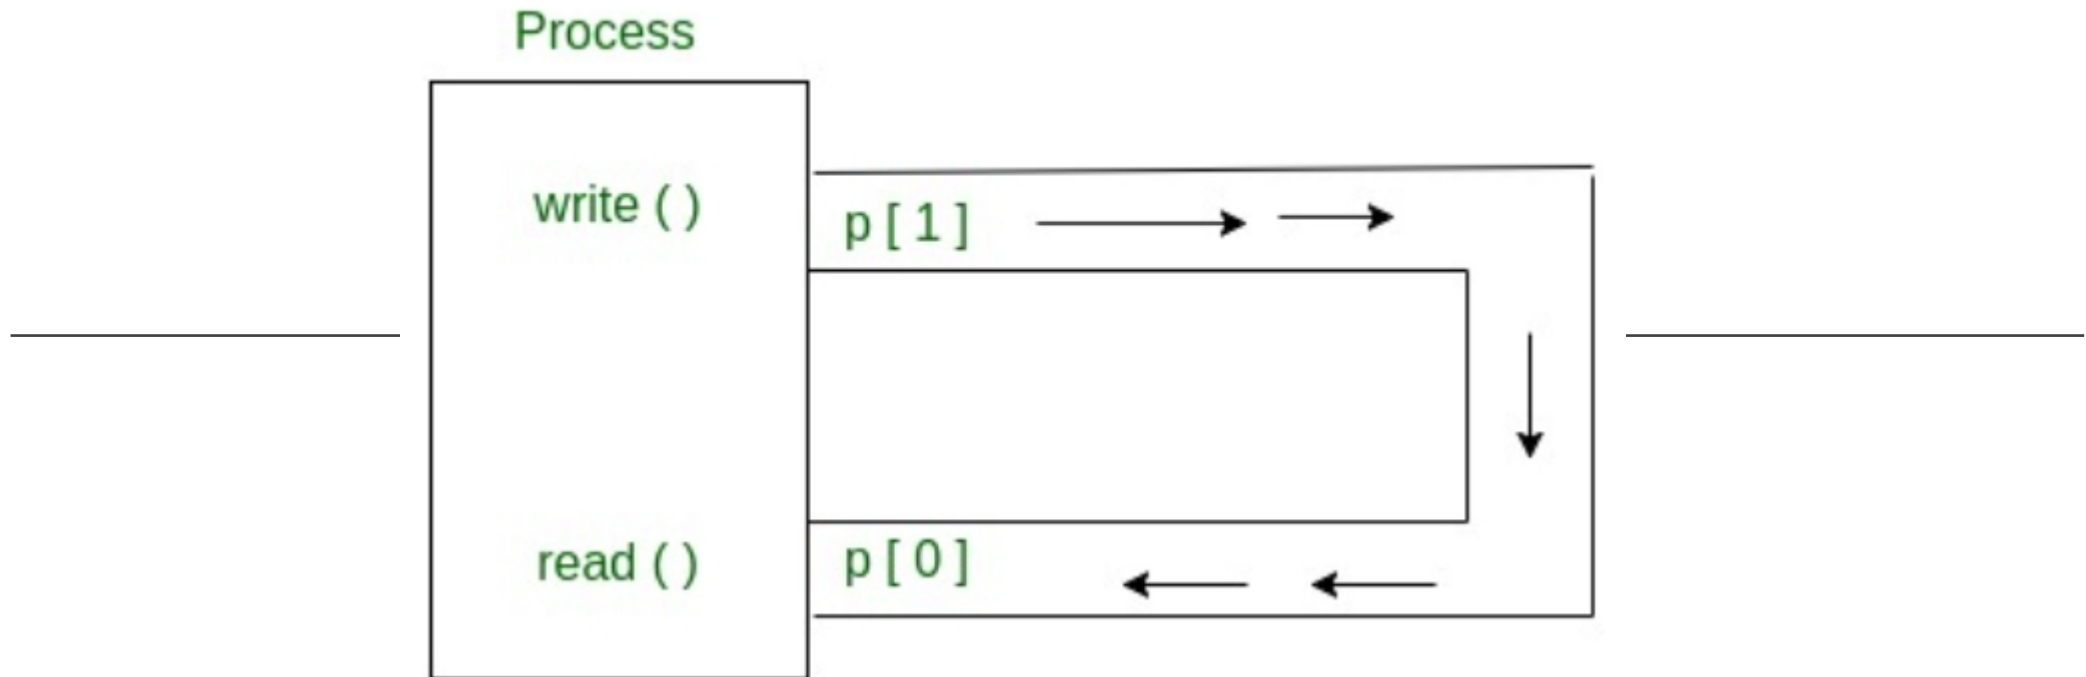 Process
write ( )
p [ 1 ]
read ( )
p [ 0 ]